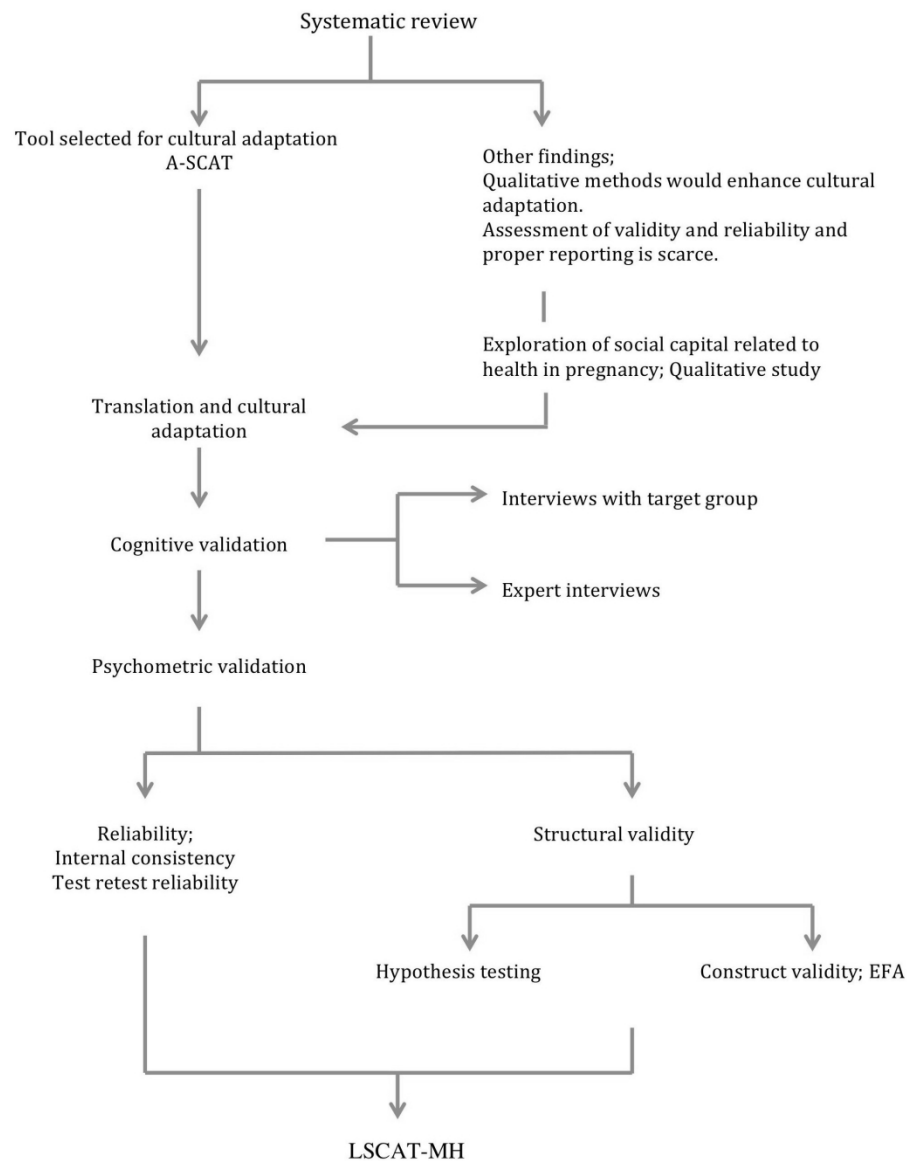 Systematic review
Tool selected for cultural adaptation
A-SCAT
Other findings;
Qualitative methods would enhance cultural
adaptation.
Assessment of validity and reliability and
proper reporting is scarce.
Exploration of social capital related to
health in pregnancy; Qualitative study
Translation and cultural
adaptation
Interviews with target group
Cognitive validation
Expert interviews
Psychometric validation
Reliability;
Internal consistency
Test retest reliability
Structural validity
Hypothesis testing
Construct validity; EFA
LSCAT-MH